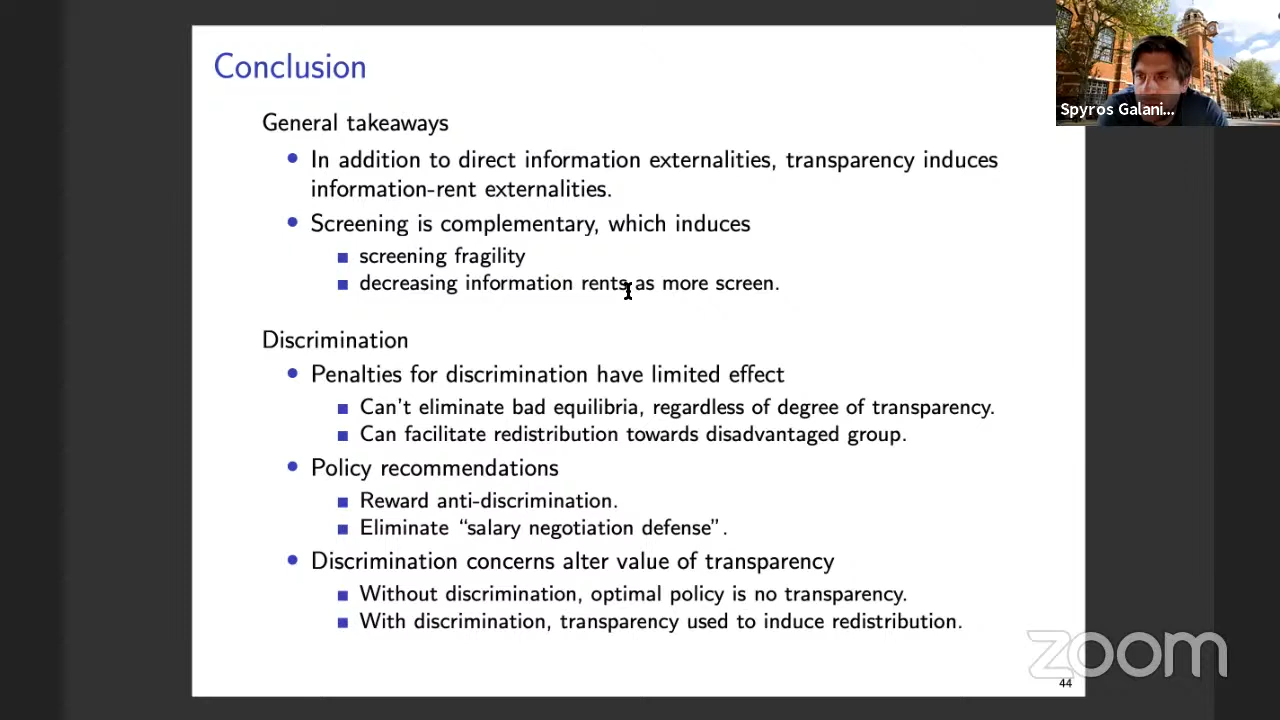 Conclusion
Spyros Galani...
General takeaways
• In addition to direct information externalities, transparency induces
information-rent externalities.
• Screening is complementary, which induces
■ screening fragility
■ decreasing information rents as more screen.
Discrimination
• Penalties for discrimination have limited effect
■ Can't eliminate bad equilibria, regardless of degree of transparency.
■ Can facilitate redistribution towards disadvantaged group.
• Policy recommendations
■ Reward anti-discrimination.
■ Eliminate “salary negotiation defense”.
• Discrimination concerns alter value of transparency
■ Without discrimination, optimal policy is no transparency.
■ With discrimination, transparency used to induce redistribution.
zoom
44